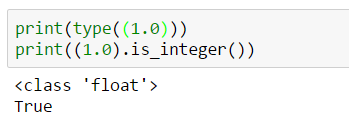 print(type((1.0)))
print((1.0).is_integer())
<class 'float'>
True